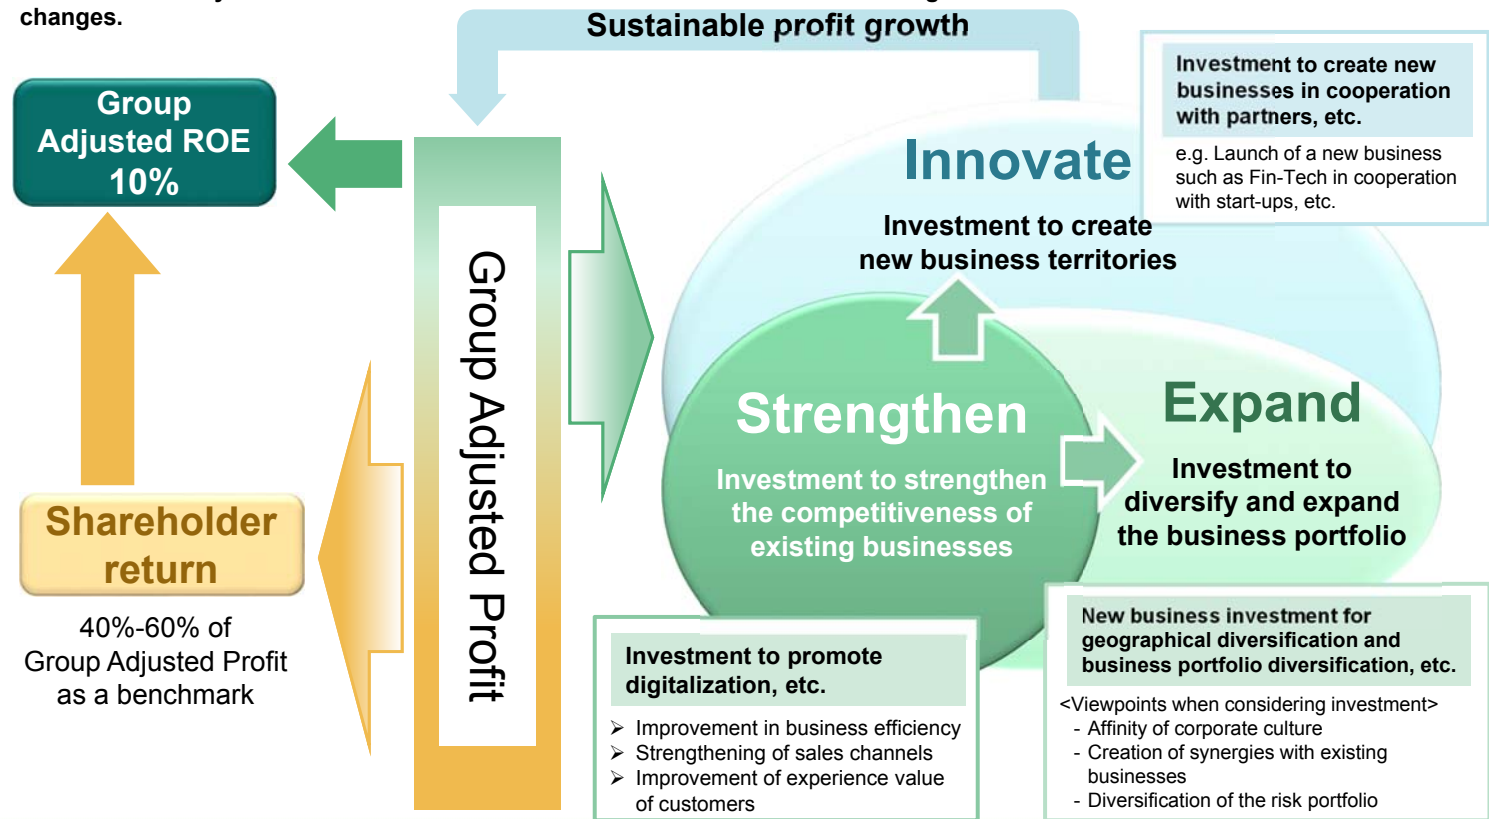 changes.
Sustainable profit growth
Group
Adjusted ROE
10%
Shareholder
return
40%-60% of
Group Adjusted Profit
as a benchmark
Group Adjusted Profit
Innovate
Investment to create
new business territories
Investment to create new
businesses in cooperation
with partners, etc.
e.g. Launch of a new business
such as Fin-Tech in cooperation
with start-ups, etc.
Strengthen
Investment to strengthen
the competitiveness of
existing businesses
Expand
Investment to
diversify and expand
the business portfolio
Investment to promote
digitalization, etc.
➢ Improvement in business efficiency
➢ Strengthening of sales channels
➢ Improvement of experience value
of customers
New business investment for
geographical diversification and
business portfolio diversification, etc.
<Viewpoints when considering investment>
- Affinity of corporate culture
- Creation of synergies with existing
businesses
- Diversification of the risk portfolio